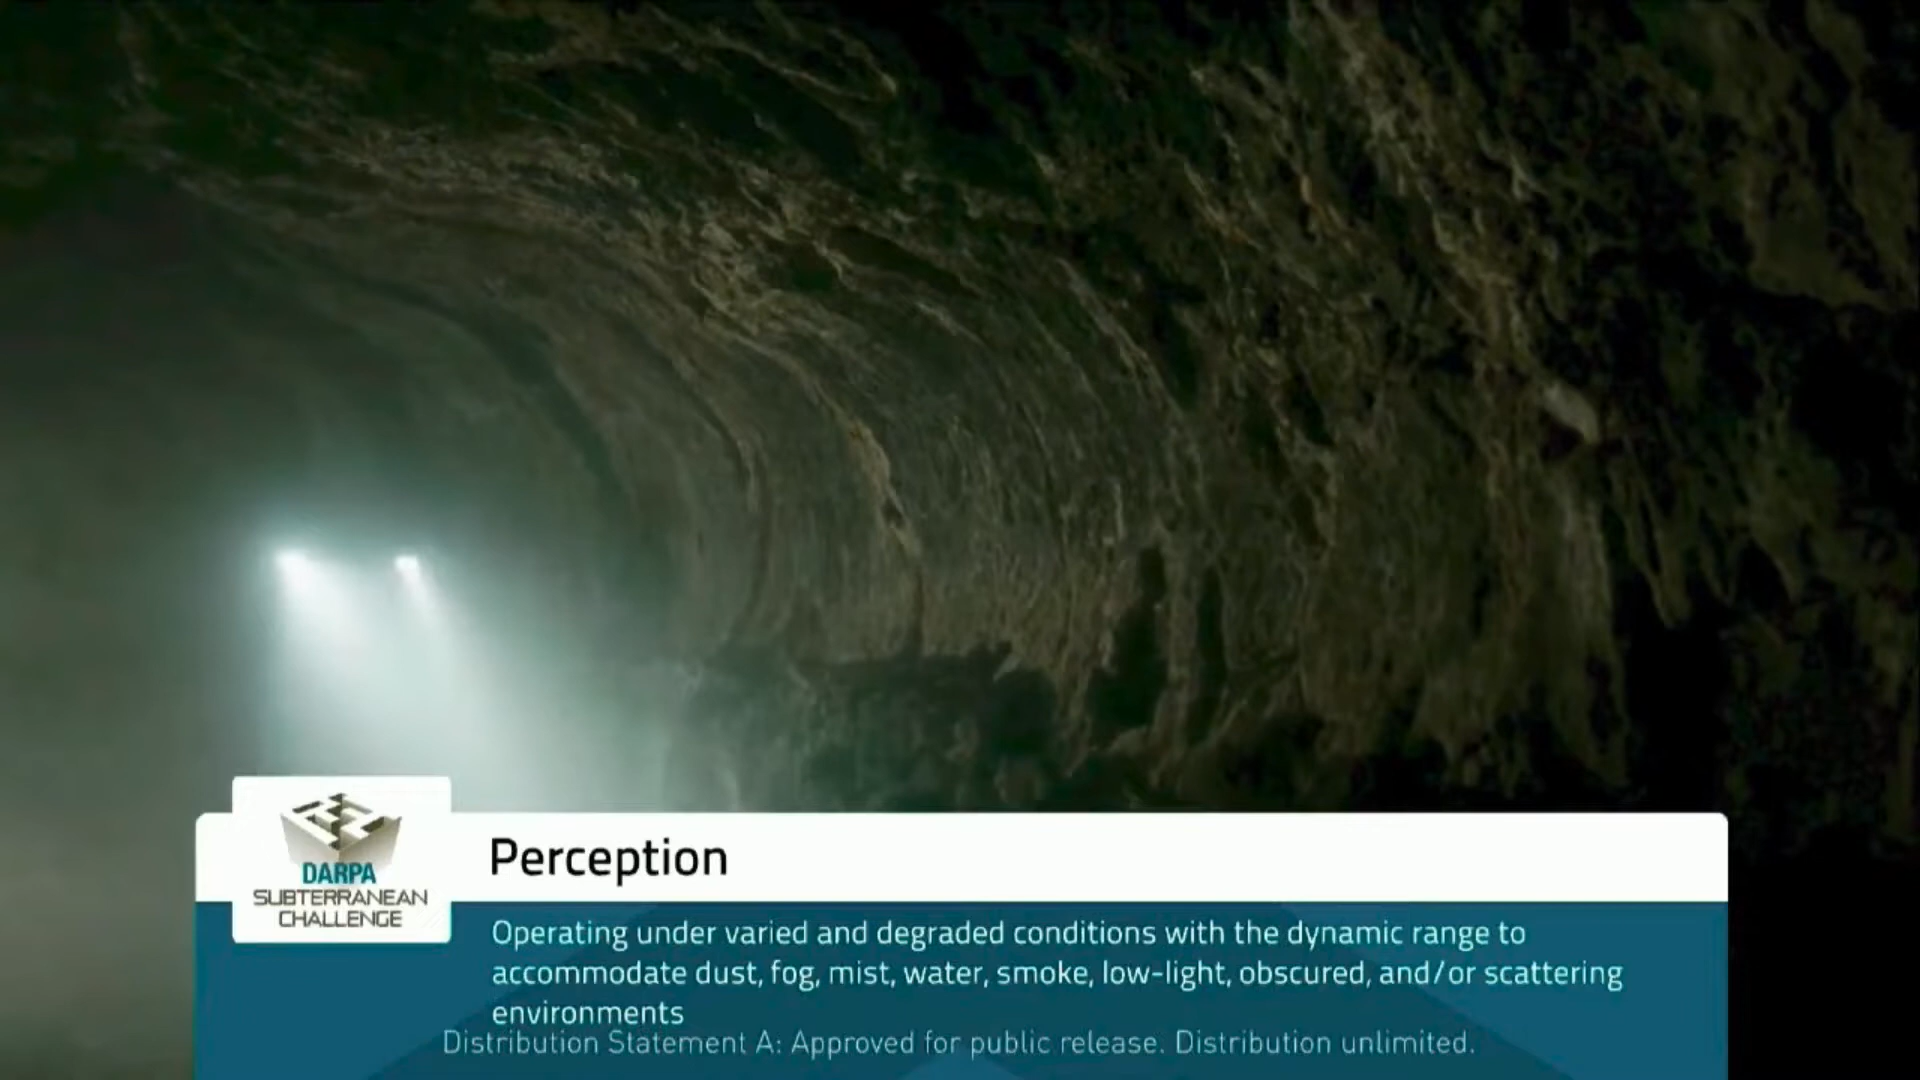 Perception
DARPA
SUBTERRANEAN
CHALLENGE
Operating under varied and degraded conditions with the dynamic range to
accommodate dust, fog, mist, water, smoke, low-light, obscured, and/or scattering
environments
Distribution Statement A: Approved for public release. Distribution unlimited.